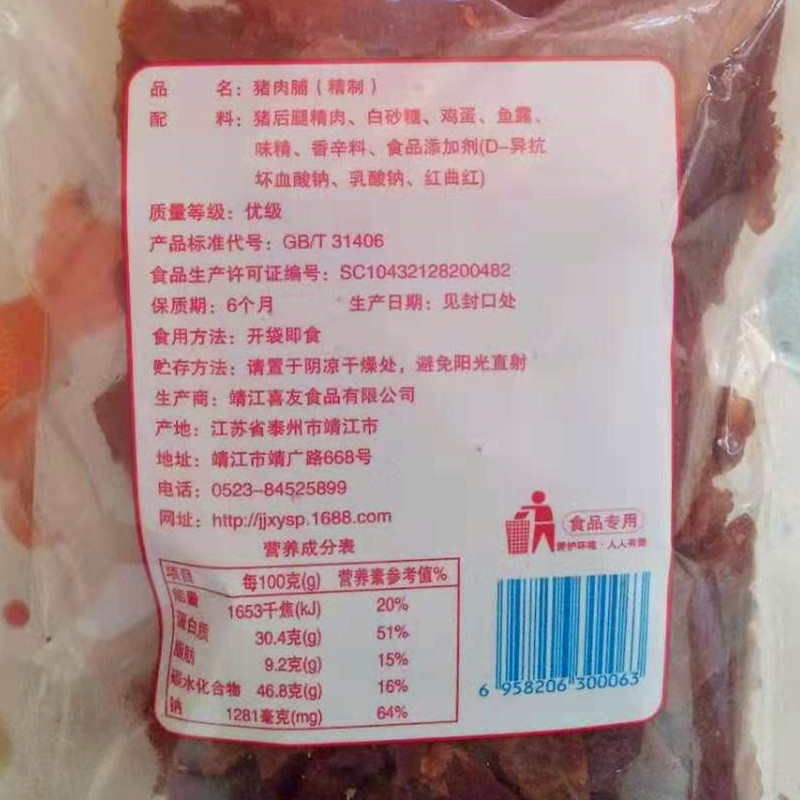 品 名：猪肉脯（精制）
配 料：猪后腿精肉、白砂糖、鸡蛋、鱼露、
味精、香辛料、食品添加剂(D-异抗
坏血酸钠、乳酸钠、红曲红)
质量等级：优级
产品标准代号：GB/T 31406
食品生产许可证编号：SC10432128200482
保质期：6个月 生产日期：见封口处
食用方法：开袋即食
贮存方法：请置于阴凉干燥处，避免阳光直射
生产商：靖江喜友食品有限公司
产地：江苏省泰州市靖江市
地址：靖江市靖广路668号
电话：0523-84525899
网址：http://jjxysp.1688.com
营养成分表
项目 每100克(g) 营养素参考值%
能量 1653千焦(kJ) 20%
蛋白质 30.4克(g) 51%
脂肪 9.2克(g) 15%
碳水化合物 46.8克(g) 16%
钠 1281毫克(mg) 64%
食品专用
爱护环境·人人有责
6 958206 300063